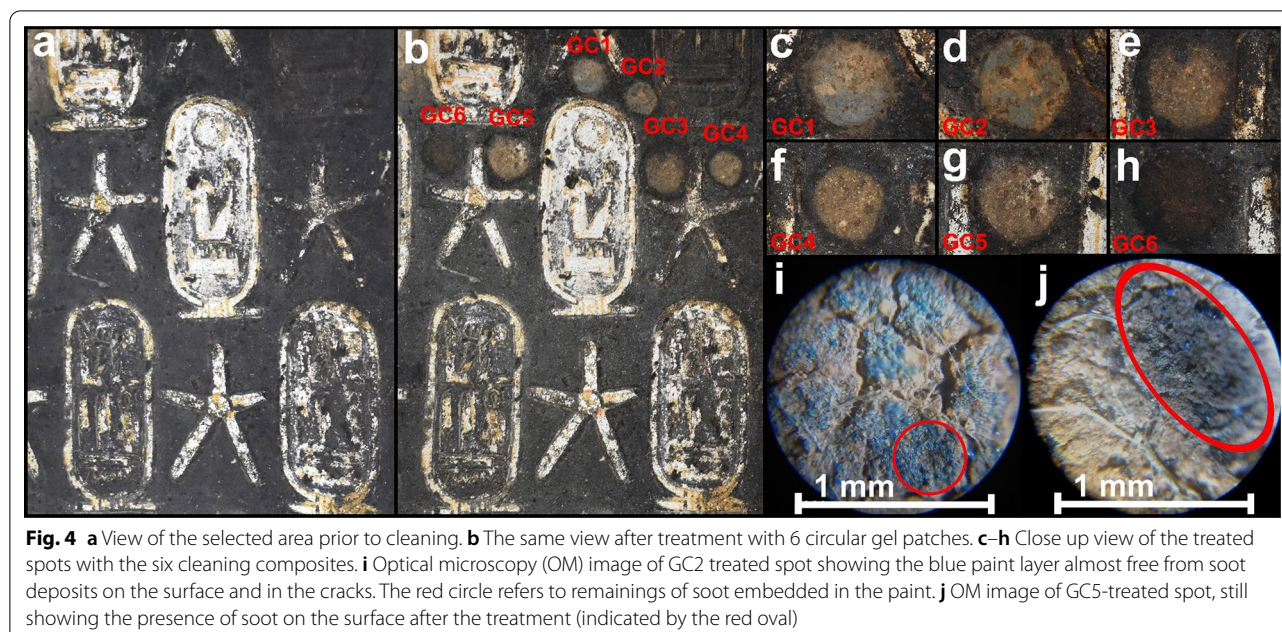 a
b
GC1
GC2
GC6
GC5
GC3
GC4
c
GC1
d
GC2
e
GC3
f
GC4
g
GC5
h
GC6
i
1 mm
j
1 mm
Fig. 4 a View of the selected area prior to cleaning. b The same view after treatment with 6 circular gel patches. c–h Close up view of the treated
spots with the six cleaning composites. i Optical microscopy (OM) image of GC2 treated spot showing the blue paint layer almost free from soot
deposits on the surface and in the cracks. The red circle refers to remainings of soot embedded in the paint. j OM image of GC5-treated spot, still
showing the presence of soot on the surface after the treatment (indicated by the red oval)